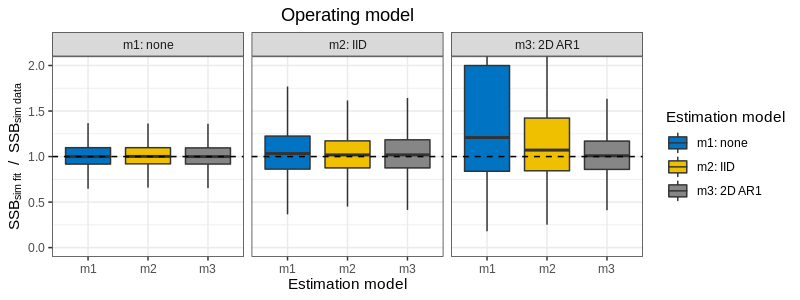 Operating model
m1: none
m2: IID
m3: 2D AR1
SSBsim fit / SSBsim data
2.0
1.5
1.0
0.5
0.0
m1 m2 m3
m1 m2 m3
m1 m2 m3
Estimation model
Estimation model
m1: none
m2: IID
m3: 2D AR1